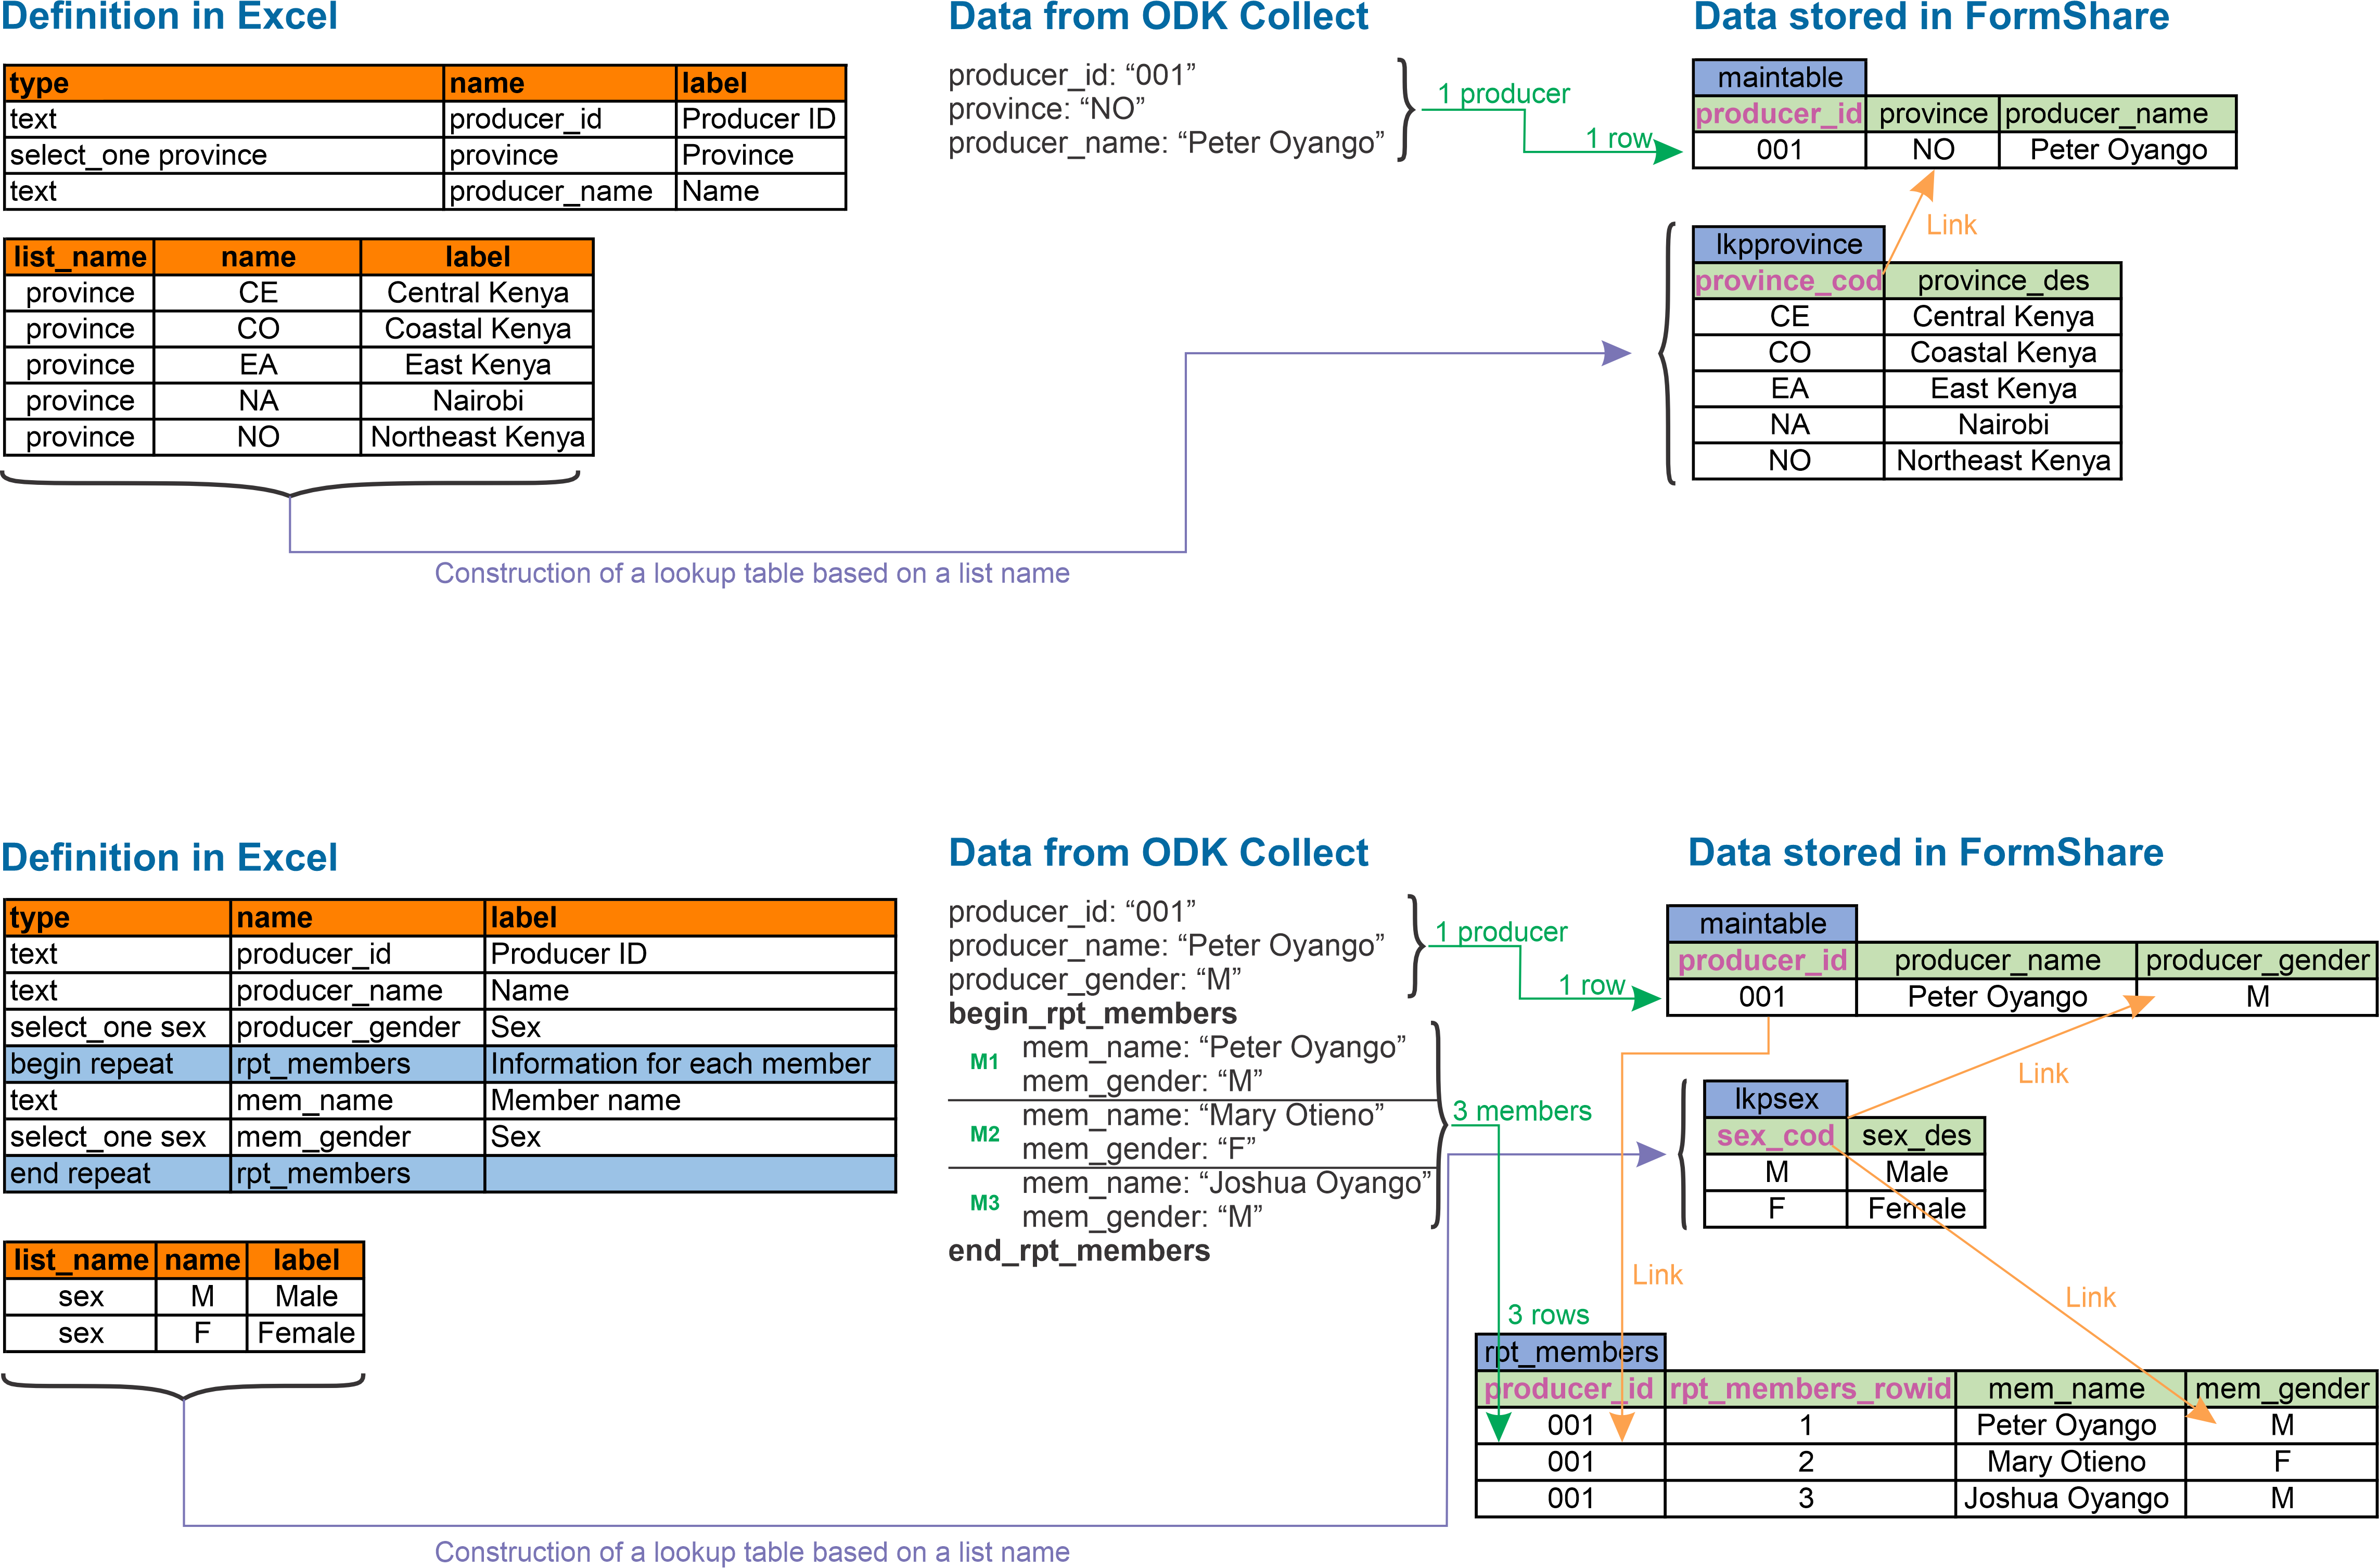 Definition in Excel
type name label
text producer_id Producer ID
select_one province province Province
text producer_name Name
list_name name label
province CE Central Kenya
province CO Coastal Kenya
province EA East Kenya
province NA Nairobi
province NO Northeast Kenya
Construction of a lookup table based on a list name
Data from ODK Collect
producer_id: “001”
province: “NO”
producer_name: “Peter Oyango”
1 producer
1 row
Data stored in FormShare
maintable
producer_id province producer_name
001 NO Peter Oyango
Link
lkpprovince
province_cod province_des
CE Central Kenya
CO Coastal Kenya
EA East Kenya
NA Nairobi
NO Northeast Kenya
Definition in Excel
type name label
text producer_id Producer ID
text producer_name Name
select_one sex producer_gender Sex
begin repeat rpt_members Information for each member
text mem_name Member name
select_one sex mem_gender Sex
end repeat rpt_members
list_name name label
sex M Male
sex F Female
Construction of a lookup table based on a list name
Data from ODK Collect
producer_id: “001”
producer_name: “Peter Oyango”
producer_gender: “M”
begin_rpt_members
M1
mem_name: “Peter Oyango”
mem_gender: “M”
M2
mem_name: “Mary Otieno”
mem_gender: “F”
M3
mem_name: “Joshua Oyango”
mem_gender: “M”
end_rpt_members
1 producer
1 row
3 members
3 rows
Data stored in FormShare
maintable
producer_id producer_name producer_gender
001 Peter Oyango M
Link
lkpsex
sex_cod sex_des
M Male
F Female
Link
Link
rpt_members
producer_id rpt_members_rowid mem_name mem_gender
001 1 Peter Oyango M
001 2 Mary Otieno F
001 3 Joshua Oyango M